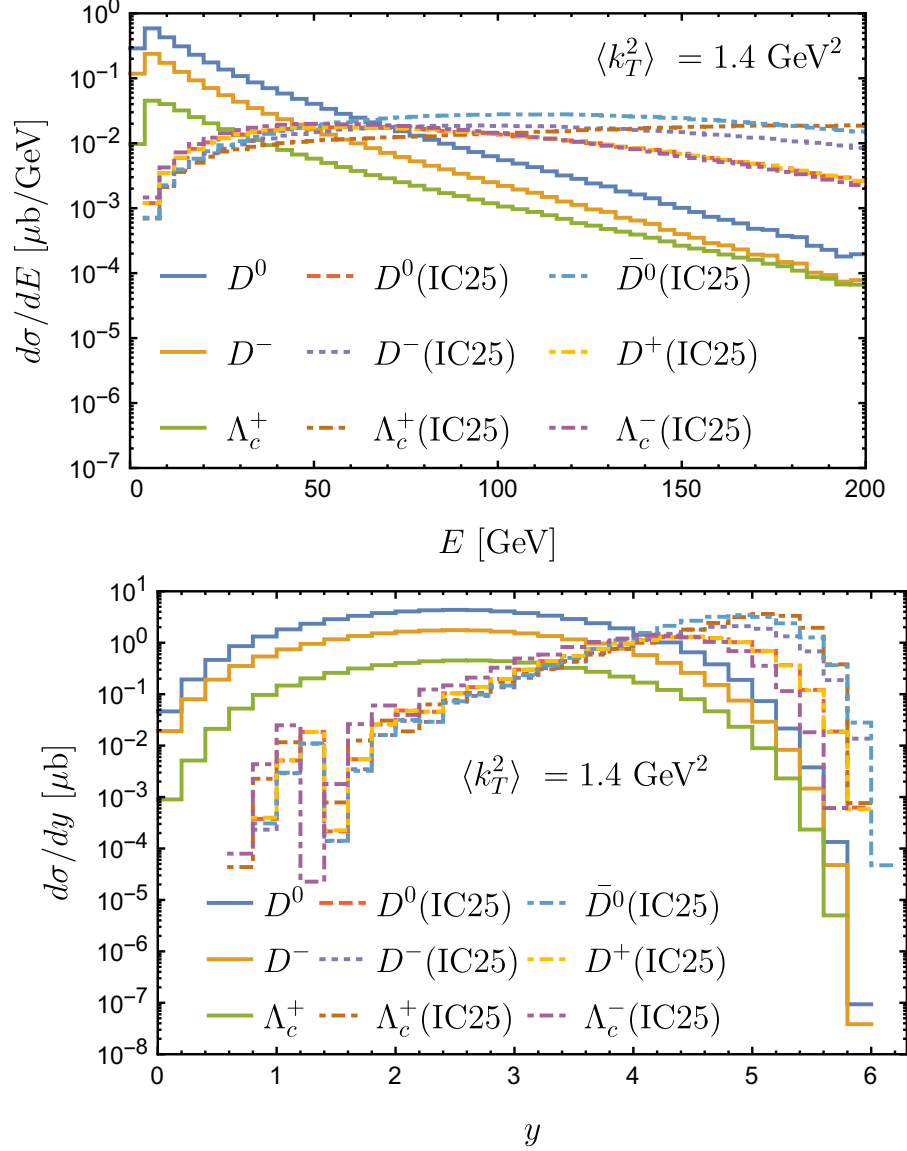 10^0
10^{-1}
10^{-2}
10^{-3}
10^{-4}
10^{-5}
10^{-6}
10^{-7}
dσ/dE [μb/GeV]
⟨k_T^2⟩ = 1.4 GeV^2
D^0 D^0(IC25) \bar{D}^0(IC25)
D^- D^-(IC25) D^+(IC25)
Λ_c^+ Λ_c^+(IC25) Λ_c^-(IC25)
0 50 100 150 200
E [GeV]
10^1
10^0
10^{-1}
10^{-2}
10^{-3}
10^{-4}
10^{-5}
10^{-6}
10^{-7}
10^{-8}
dσ/dy [μb]
⟨k_T^2⟩ = 1.4 GeV^2
D^0 D^0(IC25) \bar{D}^0(IC25)
D^- D^-(IC25) D^+(IC25)
Λ_c^+ Λ_c^+(IC25) Λ_c^-(IC25)
0 1 2 3 4 5 6
y